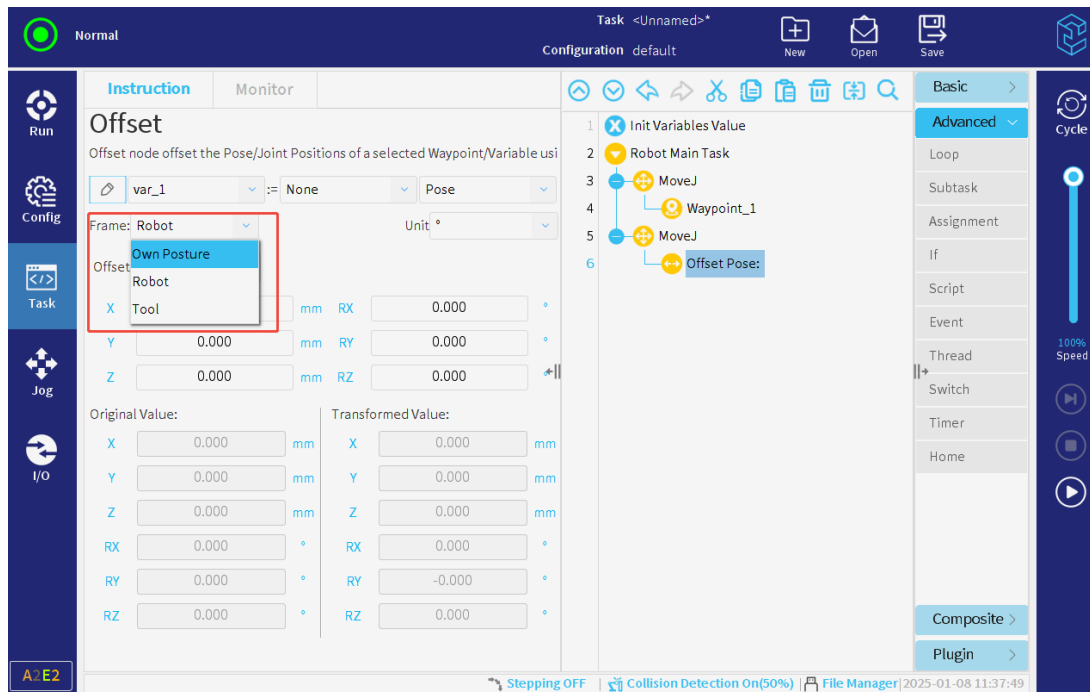 Normal
Task <Unnamed>*
Configuration default
New
Open
Save
Run
Config
Task
Jog
I/O
A2E2
Instruction
Monitor
Offset
Offset node offset the Pose/Joint Positions of a selected Waypoint/Variable usi
var_1 := None Pose
Frame: Robot Unit °
Own Posture
Robot
Tool
Offset
X mm RX 0.000 °
Y 0.000 mm RY 0.000 °
Z 0.000 mm RZ 0.000 °
Original Value:
X 0.000 mm
Y 0.000 mm
Z 0.000 mm
RX 0.000 °
RY 0.000 °
RZ 0.000 °
Transformed Value:
X 0.000 mm
Y 0.000 mm
Z 0.000 mm
RX 0.000 °
RY -0.000 °
RZ 0.000 °
1 Init Variables Value
2 Robot Main Task
3 MoveJ
4 Waypoint_1
5 MoveJ
6 Offset Pose:
Basic >
Advanced
Loop
Subtask
Assignment
If
Script
Event
Thread
Switch
Timer
Home
Composite >
Plugin >
Cycle
100%
Speed
Stepping OFF | Collision Detection On(50%) | File Manager | 2025-01-08 11:37:49